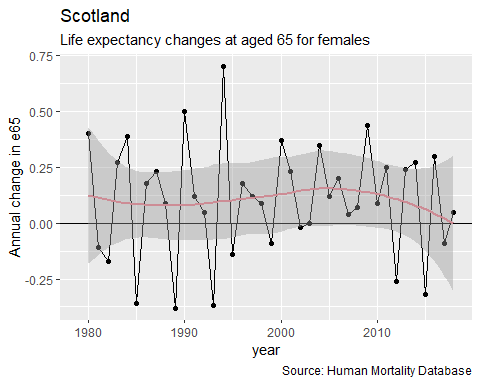 Scotland
Life expectancy changes at aged 65 for females
Annual change in e65
0.75
0.50
0.25
0.00
-0.25
1980 1990 2000 2010
year
Source: Human Mortality Database